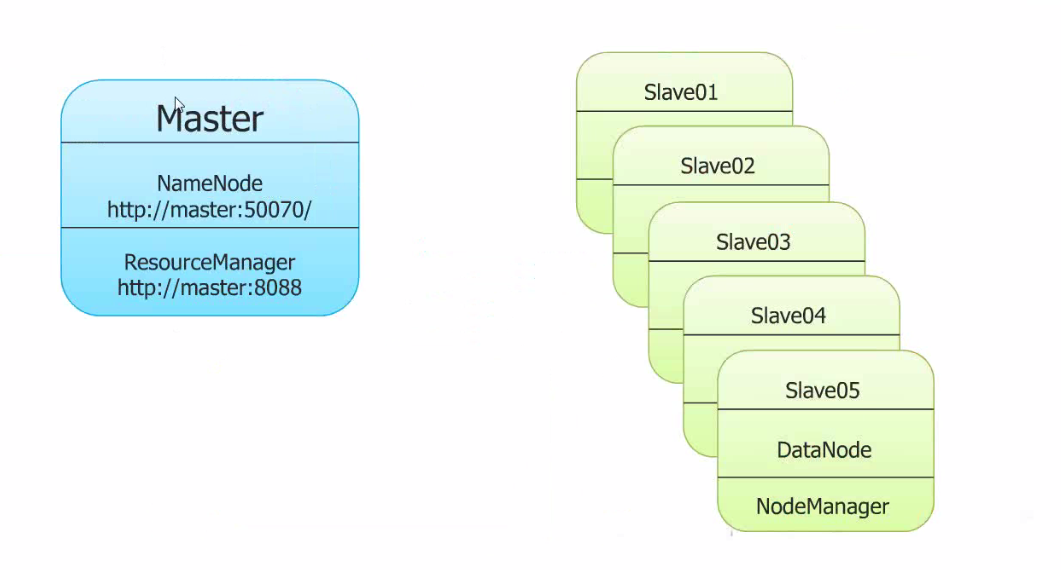 Master
NameNode
http://master:50070/
ResourceManager
http://master:8088
Slave01
Slave02
Slave03
Slave04
Slave05
DataNode
NodeManager